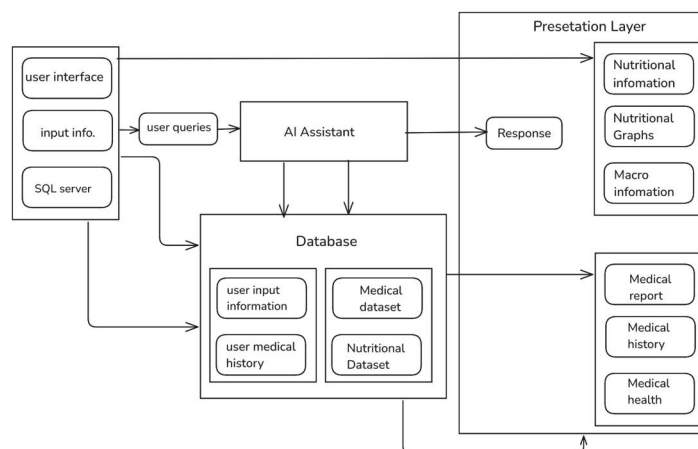 Presetation Layer
user interface
input info.
SQL server
user queries
AI Assistant
Response
Nutritional
infomation
Nutritional
Graphs
Macro
infomation
Database
user input
information
user medical
history
Medical
dataset
Nutritional
Dataset
Medical
report
Medical
history
Medical
health